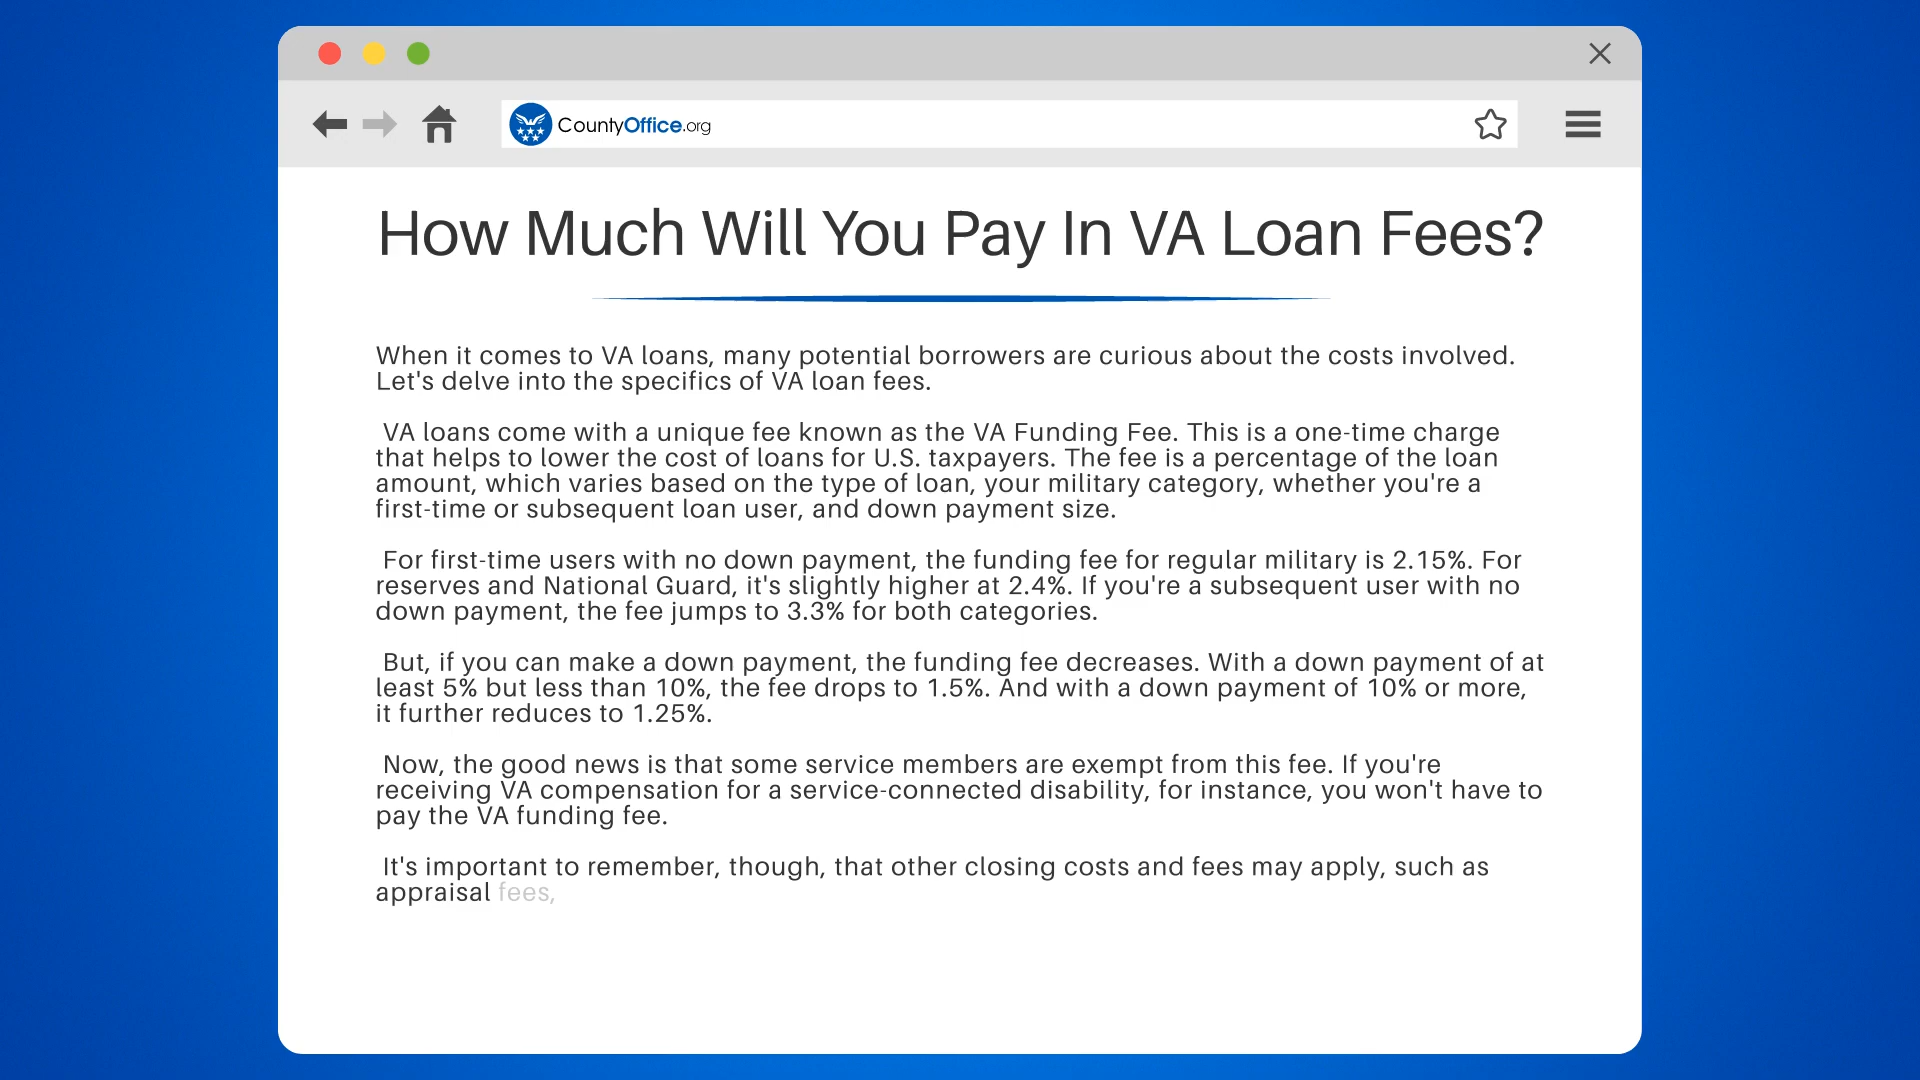 CountyOffice.org
How Much Will You Pay In VA Loan Fees?
When it comes to VA loans, many potential borrowers are curious about the costs involved.
Let's delve into the specifics of VA loan fees.
VA loans come with a unique fee known as the VA Funding Fee. This is a one-time charge
that helps to lower the cost of loans for U.S. taxpayers. The fee is a percentage of the loan
amount, which varies based on the type of loan, your military category, whether you're a
first-time or subsequent loan user, and down payment size.
For first-time users with no down payment, the funding fee for regular military is 2.15%. For
reserves and National Guard, it's slightly higher at 2.4%. If you're a subsequent user with no
down payment, the fee jumps to 3.3% for both categories.
But, if you can make a down payment, the funding fee decreases. With a down payment of at
least 5% but less than 10%, the fee drops to 1.5%. And with a down payment of 10% or more,
it further reduces to 1.25%.
Now, the good news is that some service members are exempt from this fee. If you're
receiving VA compensation for a service-connected disability, for instance, you won't have to
pay the VA funding fee.
It's important to remember, though, that other closing costs and fees may apply, such as
appraisal fees,